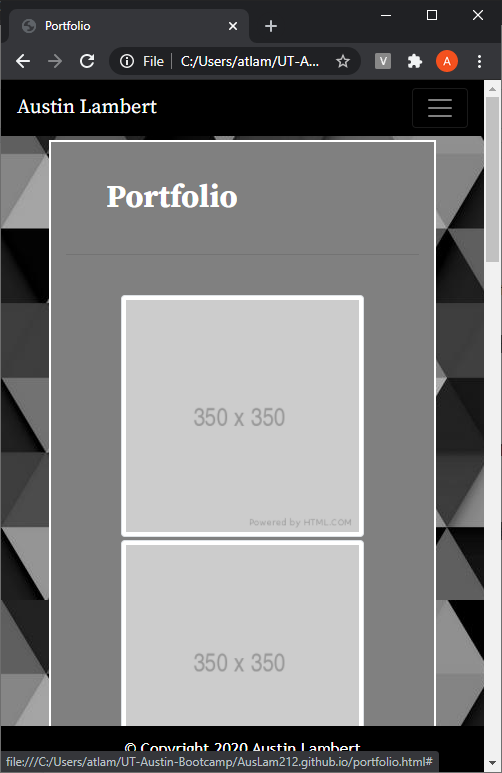 Portfolio
File
C:/Users/atlam/UT-A...
V
A
Austin Lambert
Portfolio
350 x 350
Powered by HTML.COM
350 x 350
© Copyright 2020 Austin Lambert
file:///C:/Users/atlam/UT-Austin-Bootcamp/AusLam212.github.io/portfolio.html#